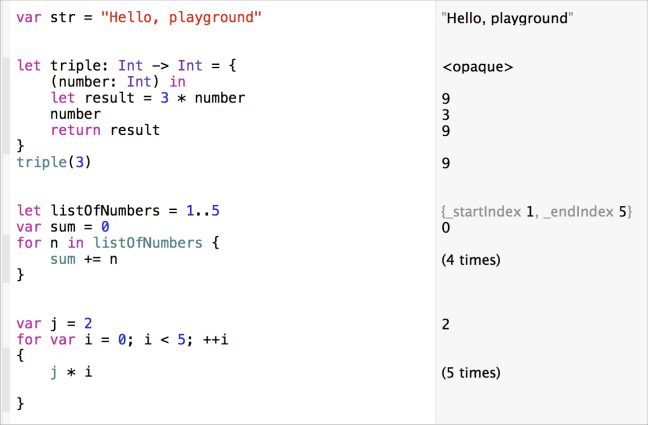 var str = "Hello, playground" "Hello, playground"
let triple: Int -> Int = { <opaque>
(number: Int) in
let result = 3 * number 9
number 3
return result 9
}
triple(3) 9
let listOfNumbers = 1..5 {_startIndex 1, _endIndex 5}
var sum = 0 0
for n in listOfNumbers {
sum += n (4 times)
}
var j = 2 2
for var i = 0; i < 5; ++i
{
j * i (5 times)
}